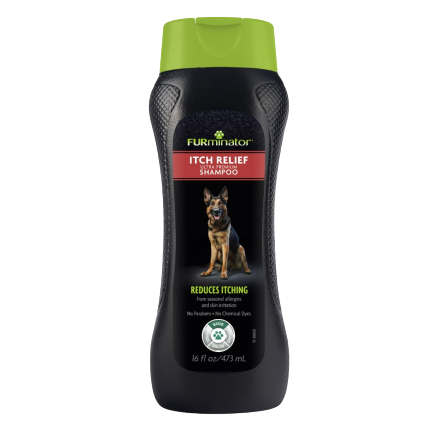 FURminator
ITCH RELIEF
ULTRA PREMIUM
SHAMPOO
REDUCES ITCHING
from seasonal allergies
and skin irritation
No Parabens • No Chemical Dyes
BATHE
16 fl oz/473 mL